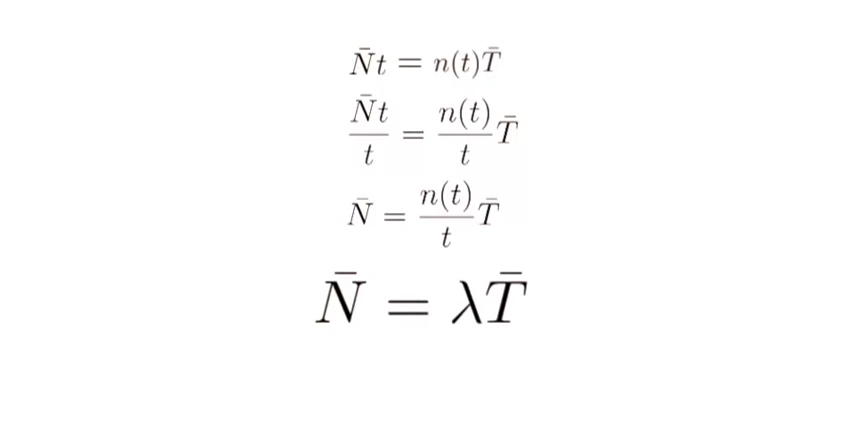 N̄t = n(t)T̄
N̄t/t = n(t)/t T̄
N̄ = n(t)/t T̄
N̄ = λT̄